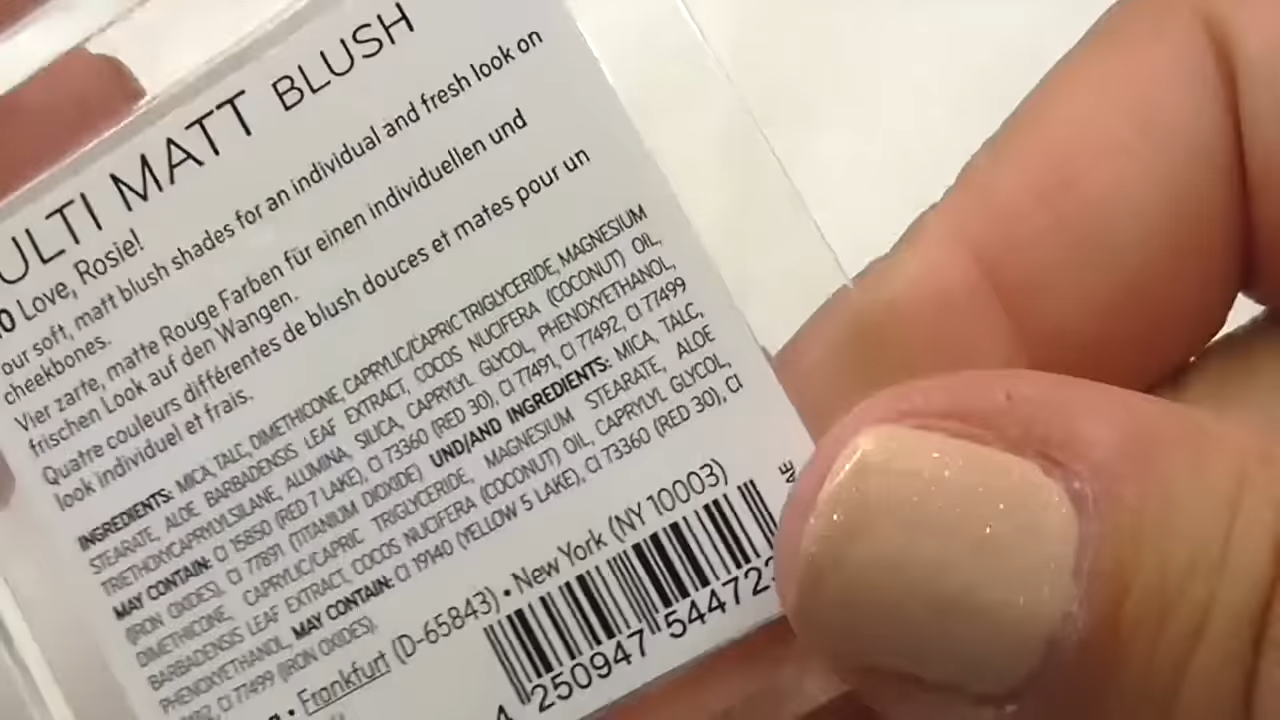 ULTI MATT BLUSH
0 Love, Rosie!
our soft, matt blush shades for an individual and fresh look on
cheekbones.
Vier zarte, matte Rouge Farben für einen individuellen und
frischen Look auf den Wangen.
Quatre couleurs différentes de blush douces et mates pour un
look individuel et frais.
INGREDIENTS: MICA, TALC, DIMETHICONE, CAPRYLIC/CAPRIC TRIGLYCERIDE, MAGNESIUM
STEARATE, ALOE BARBADENSIS LEAF EXTRACT, COCOS NUCIFERA (COCONUT) OIL,
TRIETHOXYCAPRYLYLSILANE, ALUMINA, SILICA, CAPRYLYL GLYCOL, PHENOXYETHANOL,
MAY CONTAIN: CI 15850 (RED 7 LAKE), CI 73360 (RED 30), CI 77491, CI 77492, CI 77499
(IRON OXIDES), CI 77891 (TITANIUM DIOXIDE) UND/AND INGREDIENTS: MICA, TALC,
DIMETHICONE, CAPRYLIC/CAPRIC TRIGLYCERIDE, MAGNESIUM STEARATE, ALOE
BARBADENSIS LEAF EXTRACT, COCOS NUCIFERA (COCONUT) OIL, CAPRYLYL GLYCOL,
PHENOXYETHANOL, MAY CONTAIN: CI 19140 (YELLOW 5 LAKE), CI 73360 (RED 30), CI
CI 77499 (IRON OXIDES).
• Frankfurt (D-65843) • New York (NY 10003)
4 250947 54472